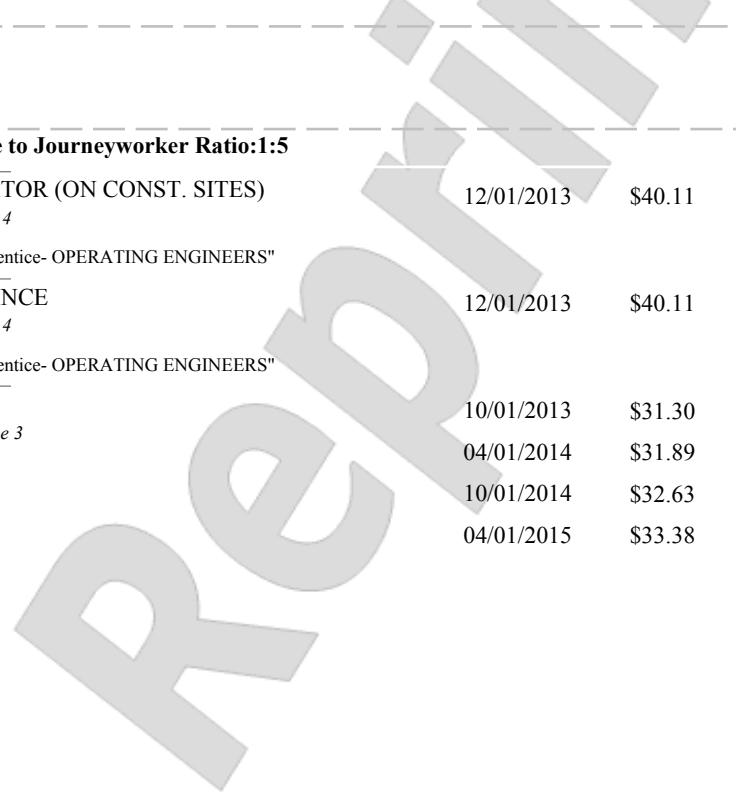 e to Journeyworker Ratio:1:5
TOR (ON CONST. SITES) 12/01/2013 $40.11
4
entice- OPERATING ENGINEERS"
NCE 12/01/2013 $40.11
4
entice- OPERATING ENGINEERS"
10/01/2013 $31.30
e 3
04/01/2014 $31.89
10/01/2014 $32.63
04/01/2015 $33.38